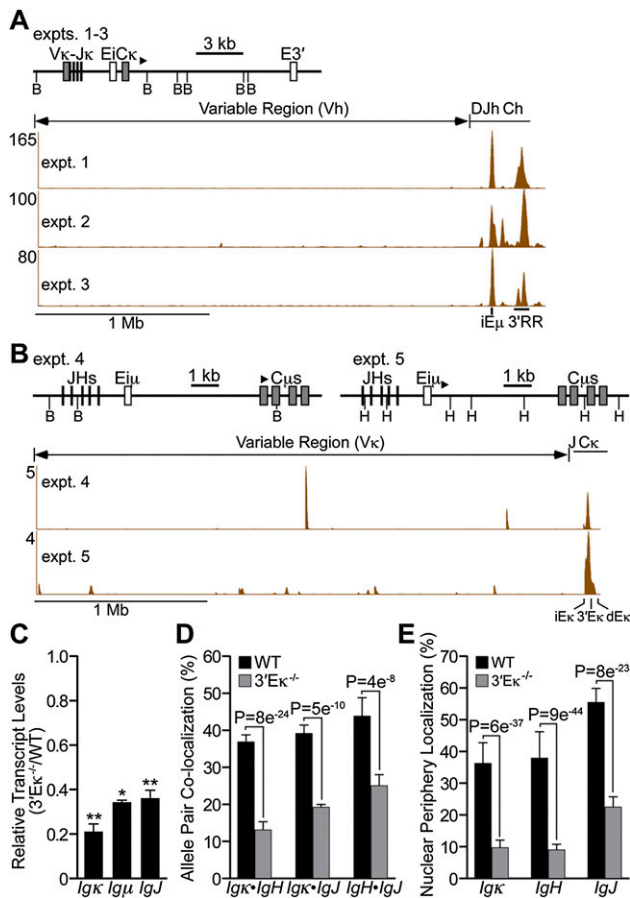 A
expts. 1-3
Vκ-Jκ EiCκ 3 kb E3′
B B BB BB
Variable Region (Vh) DJh Ch
165
expt. 1
100
expt. 2
80
expt. 3
1 Mb iEμ 3′RR
B
expt. 4 expt. 5
JHs Eiμ 1 kb Cμs JHs Eiμ 1 kb Cμs
B B B H H H H H H H
Variable Region (Vκ) J Cκ
5
expt. 4
4
expt. 5
1 Mb iEκ 3′Eκ dEκ
C
Relative Transcript Levels
(3′Eκ-/-/WT)
1.0
0.8
0.6
0.4
0.2
0
** * **
Igκ Igμ IgJ
D
Allele Pair Co-localization (%)
60
50
40
30
20
10
0
WT
3′Eκ-/-
P=8e-24 P=5e-10 P=4e-8
Igκ•IgH Igκ•IgJ IgH•IgJ
E
Nuclear Periphery Localization (%)
80
70
60
50
40
30
20
10
0
WT
3′Eκ-/-
P=6e-37 P=9e-44 P=8e-23
Igκ IgH IgJ